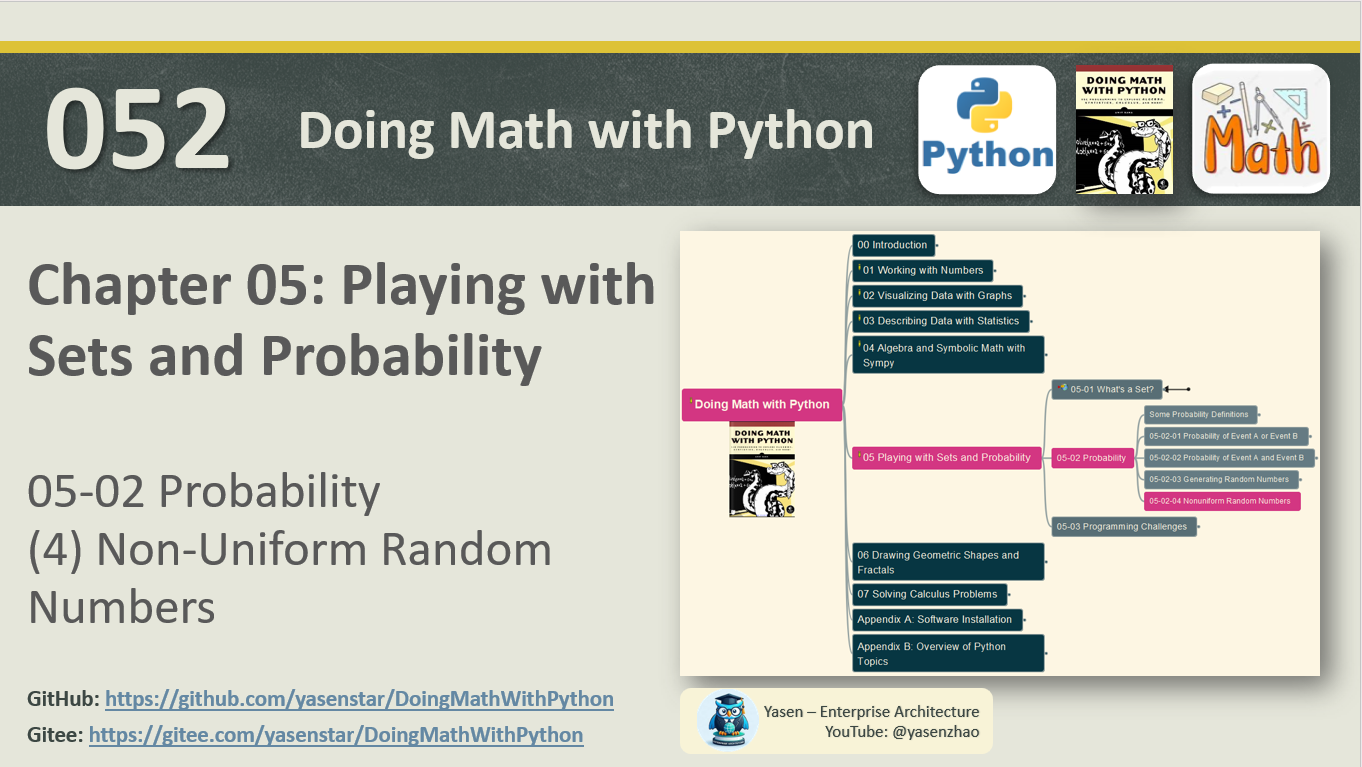 052
Doing Math with Python
Python
DOING MATH
WITH PYTHON
Math
Chapter 05: Playing with
Sets and Probability
05-02 Probability
(4) Non-Uniform Random
Numbers
GitHub: https://github.com/yasenstar/DoingMathWithPython
Gitee: https://gitee.com/yasenstar/DoingMathWithPython
Doing Math with Python
DOING MATH
WITH PYTHON
00 Introduction
01 Working with Numbers
02 Visualizing Data with Graphs
03 Describing Data with Statistics
04 Algebra and Symbolic Math with
Sympy
05 Playing with Sets and Probability
05-01 What's a Set?
05-02 Probability
Some Probability Definitions
05-02-01 Probability of Event A or Event B
05-02-02 Probability of Event A and Event B
05-02-03 Generating Random Numbers
05-02-04 Nonuniform Random Numbers
05-03 Programming Challenges
06 Drawing Geometric Shapes and
Fractals
07 Solving Calculus Problems
Appendix A: Software Installation
Appendix B: Overview of Python
Topics
Yasen – Enterprise Architecture
YouTube: @yasenzhao